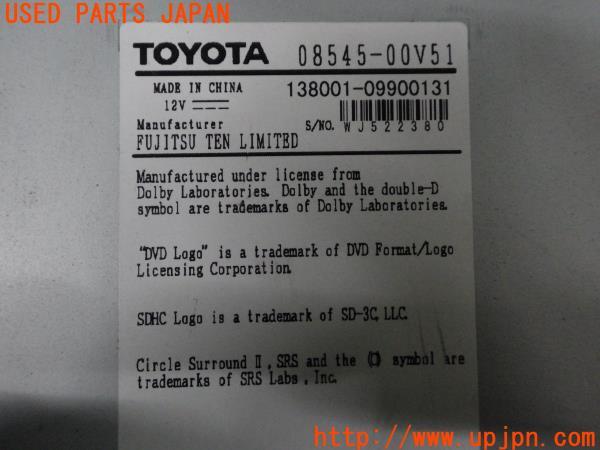 USED PARTS JAPAN
TOYOTA 08545-00V51
MADE IN CHINA 138001-09900131
12V
Manufacturer S/NO. WJ522380
FUJITSU TEN LIMITED
Manufactured under license from
Dolby Laboratories. Dolby and the double-D
symbol are trademarks of Dolby Laboratories.
"DVD Logo" is a trademark of DVD Format/Logo
Licensing Corporation.
SDHC Logo is a trademark of SD-3C, LLC.
Circle Surround II, SRS and the symbol are
trademarks of SRS Labs, Inc.
UPJ
http://www.upjpn.com